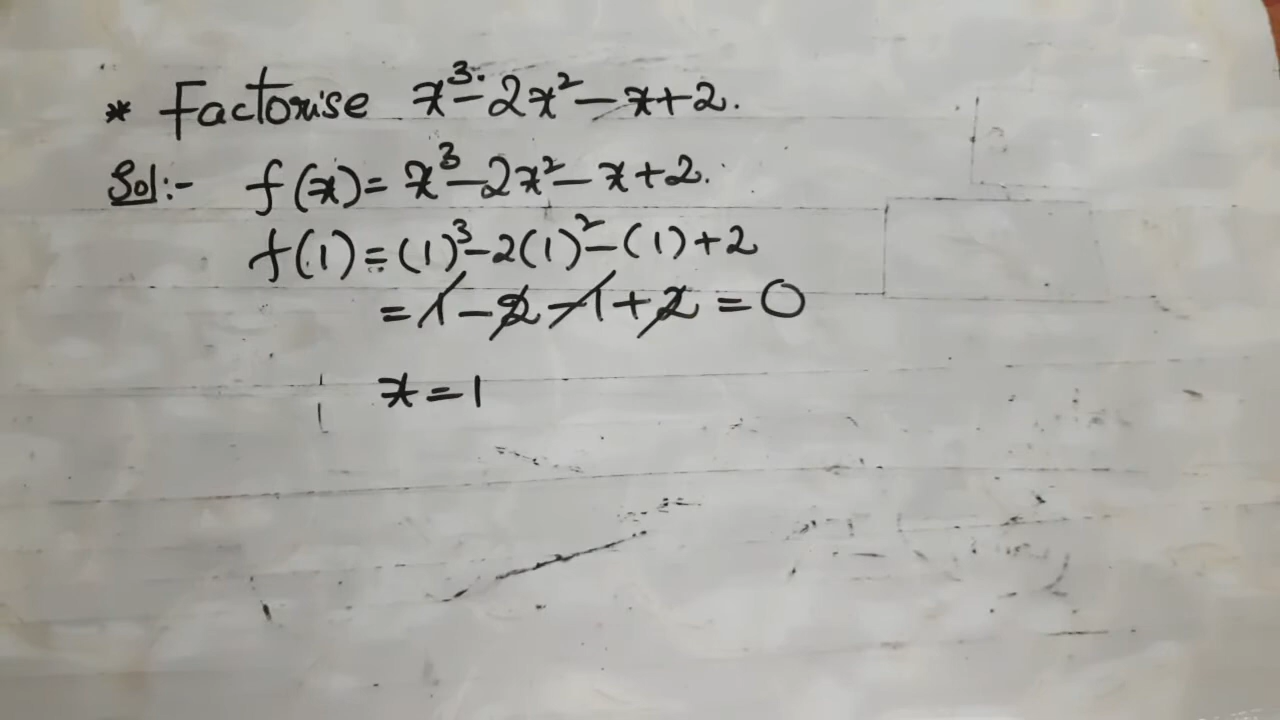 * Factorise x³-2x²-x+2.
Sol:- f(x)=x³-2x²-x+2.
f(1)=(1)³-2(1)²-(1)+2
=1-2-1+2=0
x=1